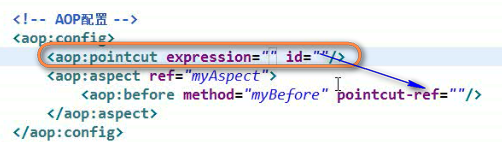 <!-- AOP配置 -->
<aop:config>
<aop:pointcut expression="" id=""/>
<aop:aspect ref="myAspect">
<aop:before method="myBefore" pointcut-ref=""/>
</aop:aspect>
</aop:config>